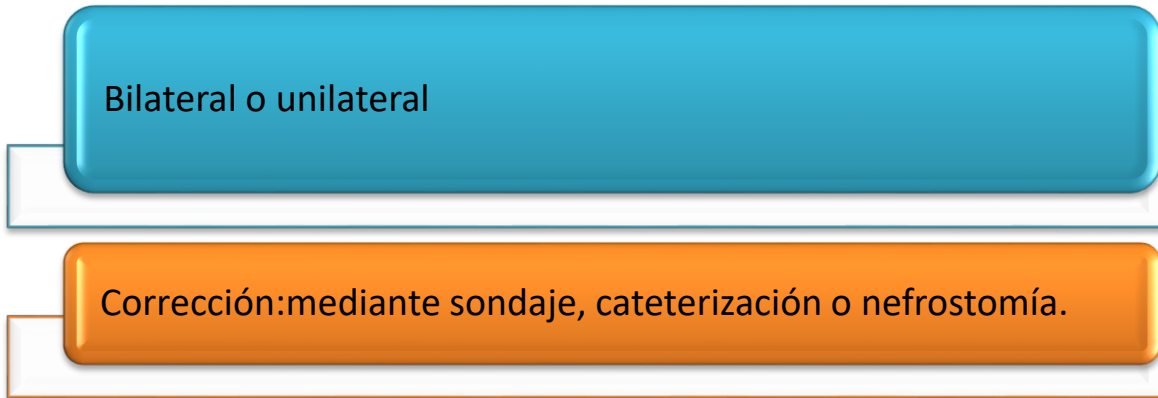 Bilateral o unilateral
Corrección:mediante sondaje, cateterización o nefrostomía.